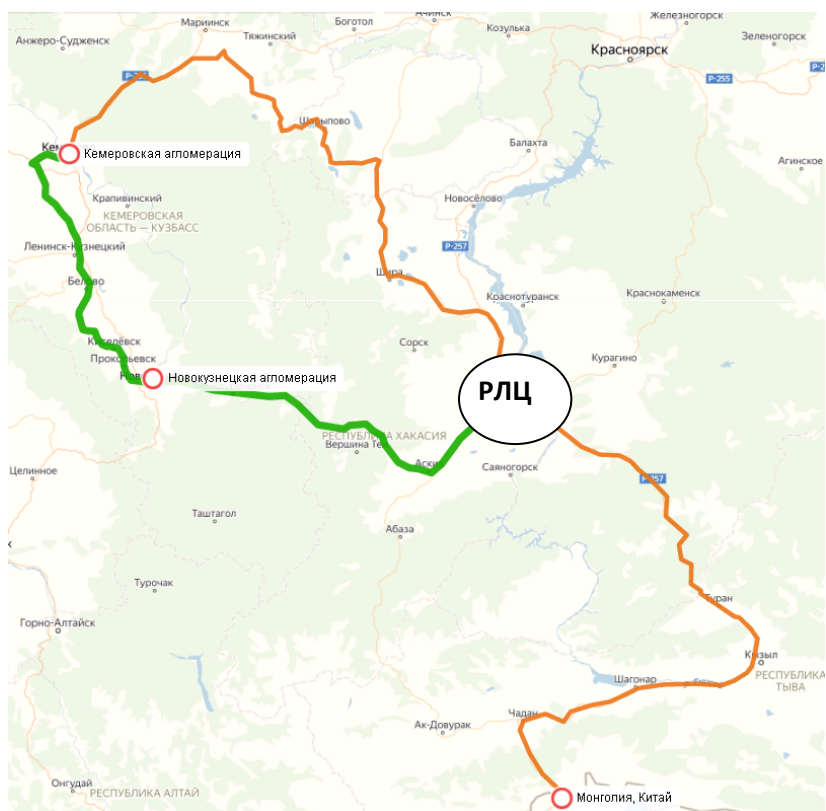 Мариинск
Боготол
Ачинск
Козулька
Железногорск
Анжеро-Судженск
Тяжинский
Зеленогорск
Красноярск
Р-255
Шарыпово
Балахта
Агинское
Кемеровская агломерация
Крапивинский
Новосёлово
КЕМЕРОВСКАЯ
ОБЛАСТЬ — КУЗБАСС
Р-257
Ленинск-Кузнецкий
Шира
Белово
Краснотуранск
Краснокаменск
Киселёвск
Сорск
Прокопьевск
Курагино
Новокузнецкая агломерация
РЛЦ
РЕСПУБЛИКА ХАКАСИЯ
Вершина Тёи
Целинное
Аскиз
Саяногорск
Таштагол
Абаза
Турочак
Туран
Горно-Алтайск
Кызыл
Шагонар
РЕСПУБЛИКА
ТЫВА
Чадан
Ак-Довурак
Онгудай
РЕСПУБЛИКА АЛТАЙ
Монголия, Китай